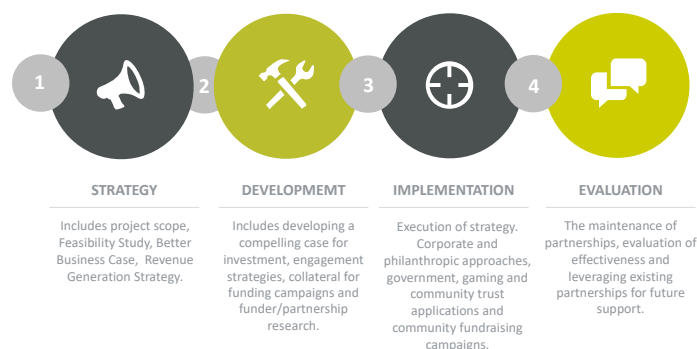 1
2
3
4
STRATEGY
Includes project scope,
Feasibility Study, Better
Business Case, Revenue
Generation Strategy.
DEVELOPMEMT
Includes developing a
compelling case for
investment, engagement
strategies, collateral for
funding campaigns and
funder/partnership
research.
IMPLEMENTATION
Execution of strategy.
Corporate and
philanthropic approaches,
government, gaming and
community trust
applications and
community fundraising
campaigns.
EVALUATION
The maintenance of
partnerships, evaluation of
effectiveness and
leveraging existing
partnerships for future
support.